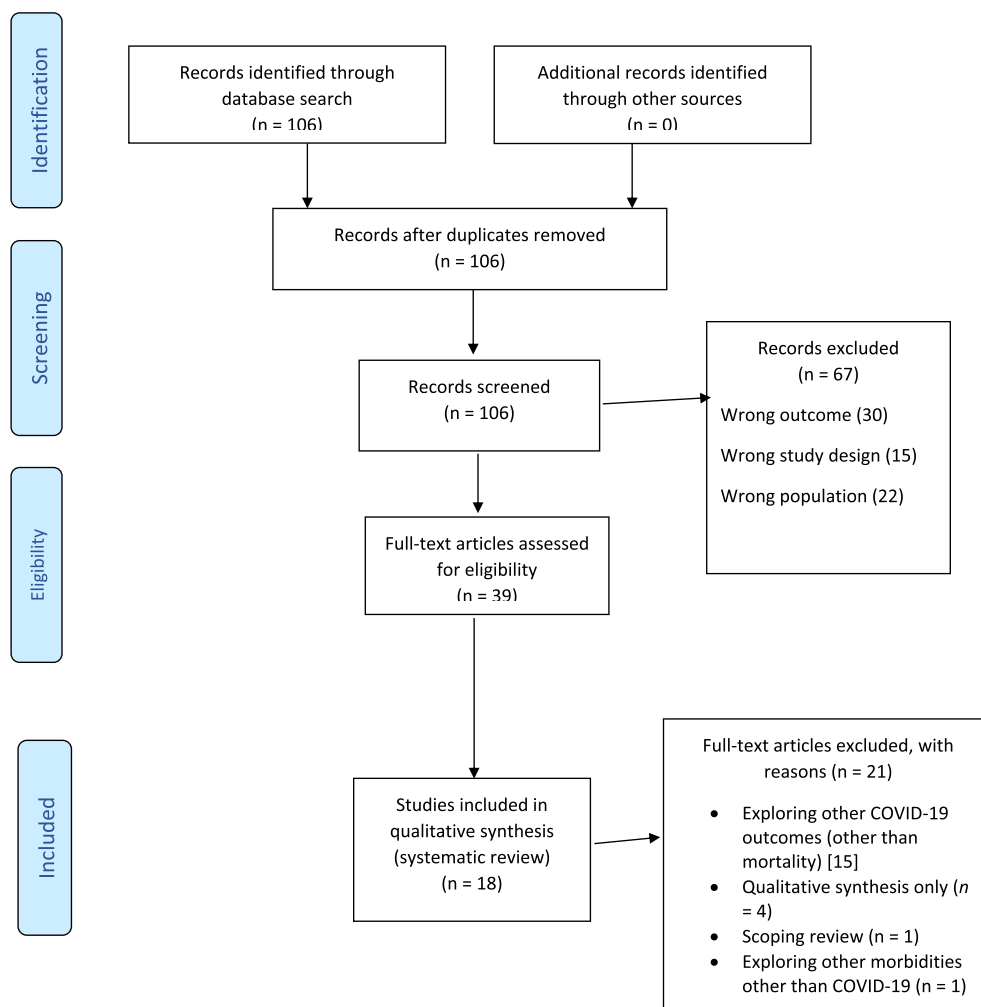 Identification
Records identified through
database search
(n = 106)
Additional records identified
through other sources
(n = 0)
Records after duplicates removed
(n = 106)
Screening
Records screened
(n = 106)
Records excluded
(n = 67)
Wrong outcome (30)
Wrong study design (15)
Wrong population (22)
Eligibility
Full-text articles assessed
for eligibility
(n = 39)
Included
Studies included in
qualitative synthesis
(systematic review)
(n = 18)
Full-text articles excluded, with
reasons (n = 21)
• Exploring other COVID-19
outcomes (other than
mortality) [15]
• Qualitative synthesis only (n
= 4)
• Scoping review (n = 1)
• Exploring other morbidities
other than COVID-19 (n = 1)